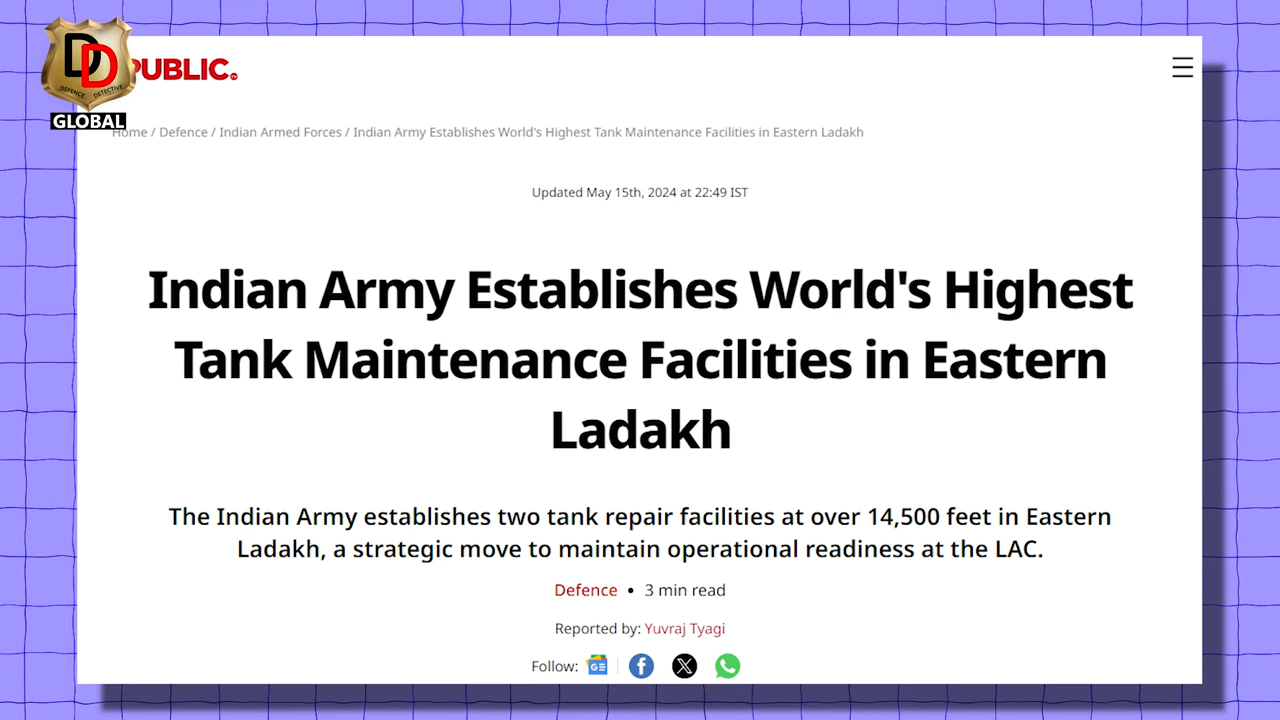 DD
DEFENCE DETECTIVE
GLOBAL
PUBLIC.
Home / Defence / Indian Armed Forces / Indian Army Establishes World's Highest Tank Maintenance Facilities in Eastern Ladakh
Updated May 15th, 2024 at 22:49 IST
Indian Army Establishes World's Highest
Tank Maintenance Facilities in Eastern
Ladakh
The Indian Army establishes two tank repair facilities at over 14,500 feet in Eastern
Ladakh, a strategic move to maintain operational readiness at the LAC.
Defence • 3 min read
Reported by: Yuvraj Tyagi
Follow: